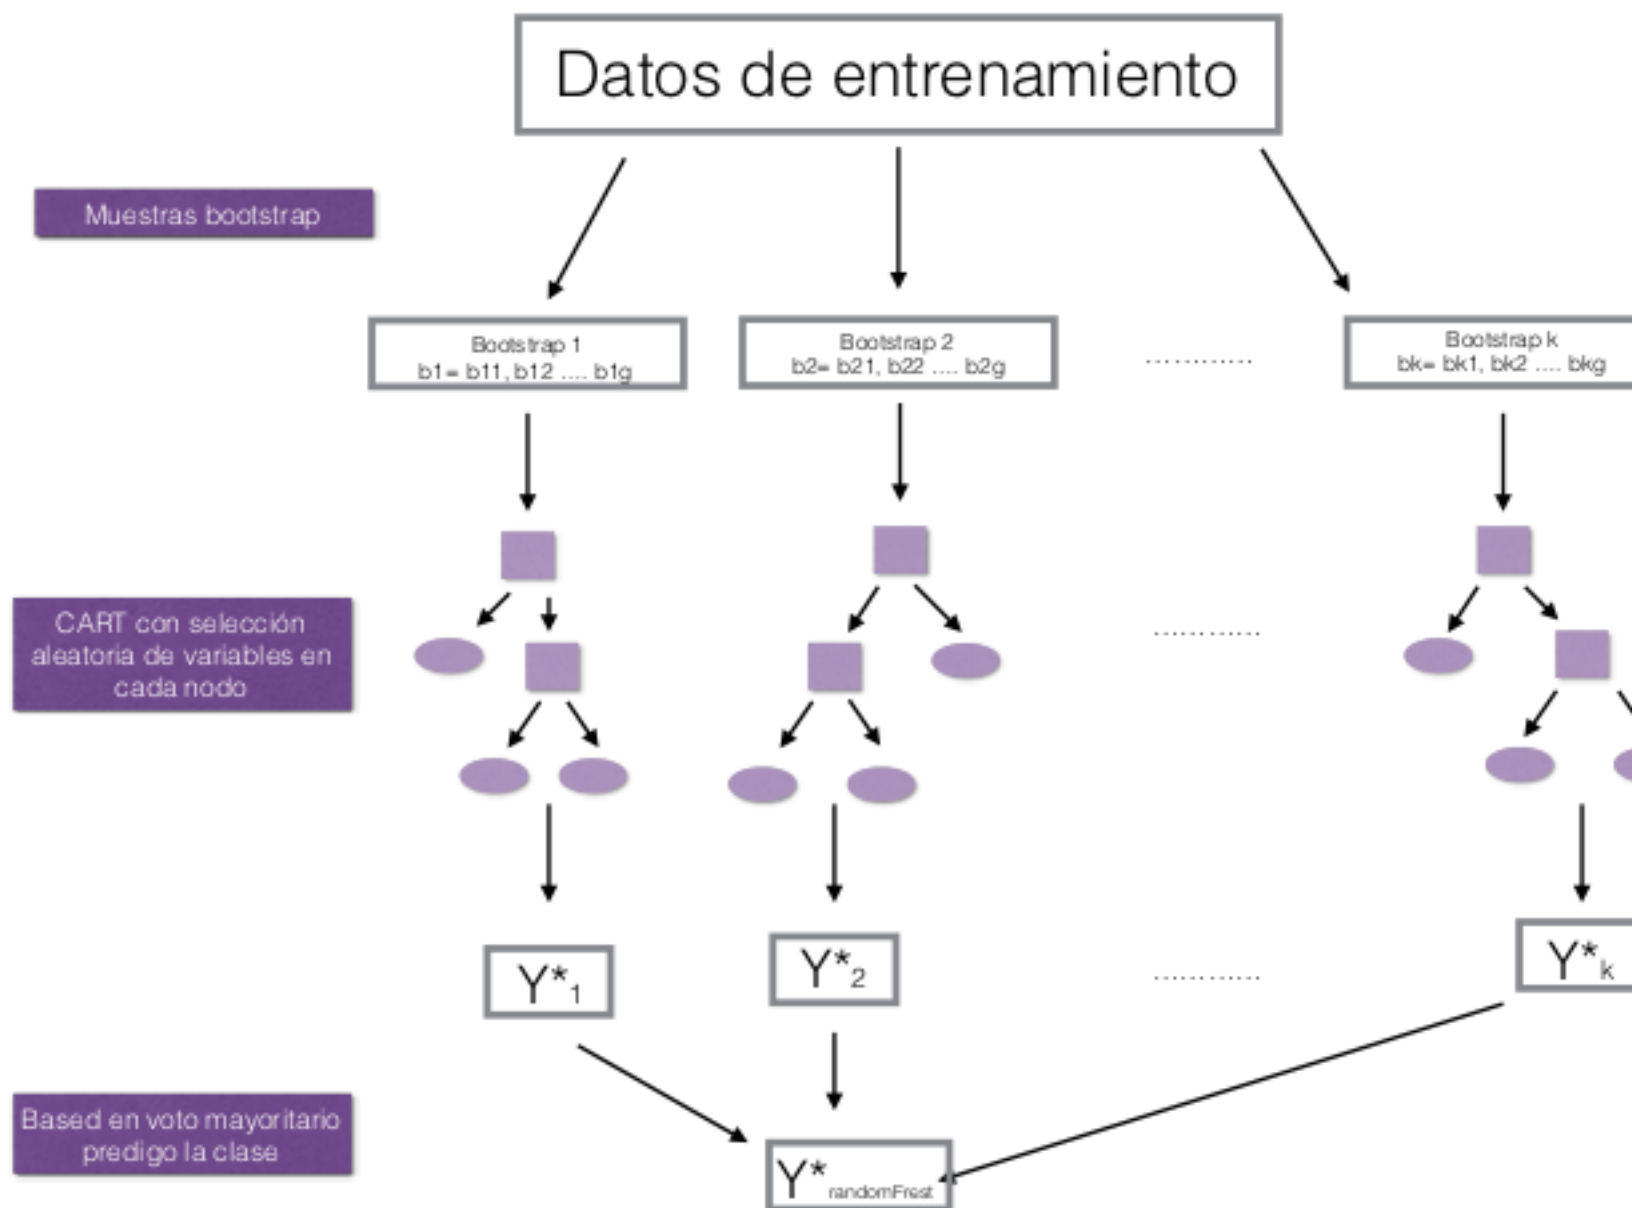 Datos de entrenamiento
Muestras bootstrap
Bootstrap 1
b1= b11, b12 .... b1g
Bootstrap 2
b2= b21, b22 .... b2g
............
Bootstrap k
bk= bk1, bk2 .... bkg
CART con selección
aleatoria de variables en
cada nodo
............
Y*1
Y*2
............
Y*k
Based en voto mayoritario
predigo la clase
Y*randomFrest